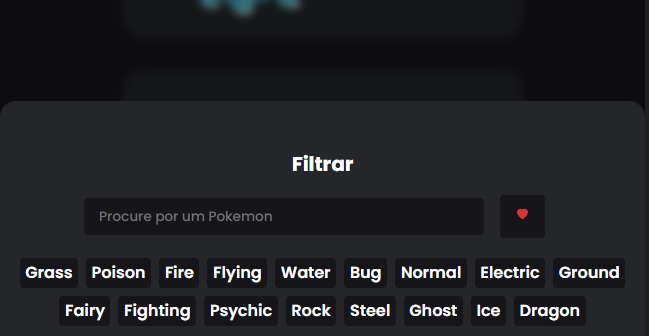 Filtrar
Procure por um Pokemon
Grass Poison Fire Flying Water Bug Normal Electric Ground
Fairy Fighting Psychic Rock Steel Ghost Ice Dragon